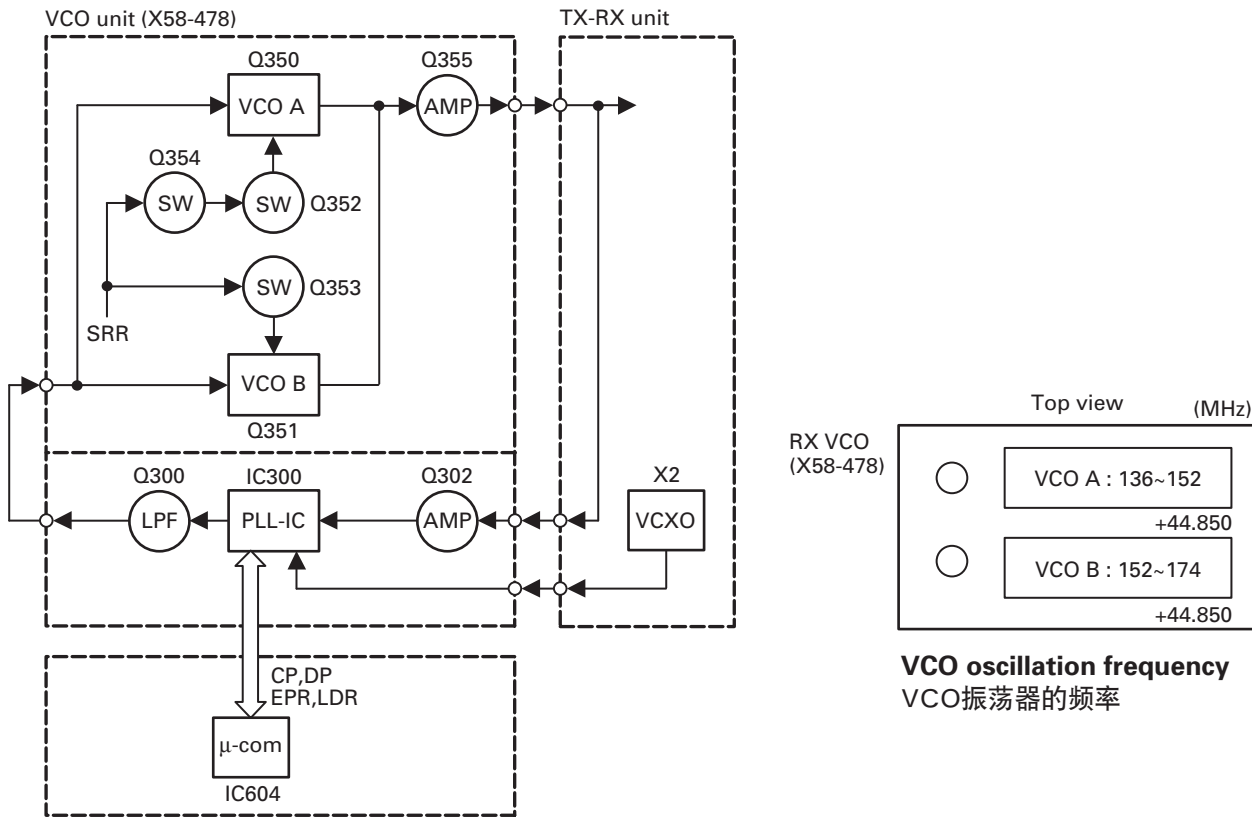 VCO unit (X58-478)
TX-RX unit
Q350
Q355
VCO A
AMP
Q354
SW
SW
Q352
SW
Q353
SRR
VCO B
Q351
Q300
IC300
Q302
X2
LPF
PLL-IC
AMP
VCXO
CP,DP
EPR,LDR
µ-com
IC604
Top view
(MHz)
RX VCO
(X58-478)
VCO A : 136~152
+44.850
VCO B : 152~174
+44.850
VCO oscillation frequency
VCO振荡器的频率